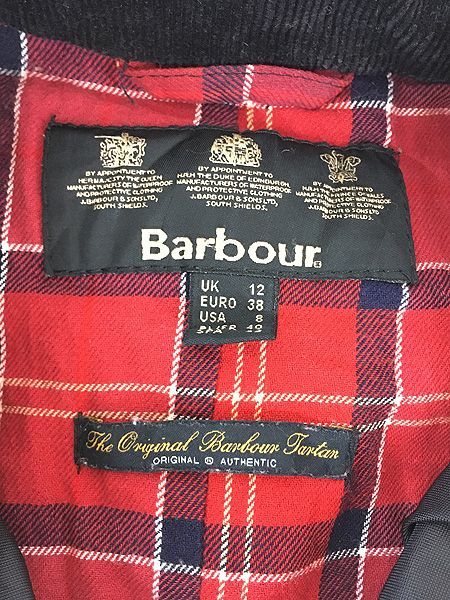 BY APPOINTMENT TO
HER MAJESTY THE QUEEN
MANUFACTURERS OF WATERPROOF
AND PROTECTIVE CLOTHING
J.BARBOUR & SONS LTD,
SOUTH SHIELDS.
BY APPOINTMENT TO
H.R.H. THE DUKE OF EDINBURGH,
MANUFACTURERS OF WATERPROOF
AND PROTECTIVE CLOTHING
J.BARBOUR & SONS LTD,
SOUTH SHIELDS.
BY APPOINTMENT TO
OF WALES
MANUFACTURERS OF WATERPROOF
AND PROTECTIVE CLOTHING
J.BARBOUR & SONS LTD,
SOUTH SHIELDS.
Barbour
UK 12
EURO 38
USA 8
40
The Original Barbour Tartan
ORIGINAL AUTHENTIC